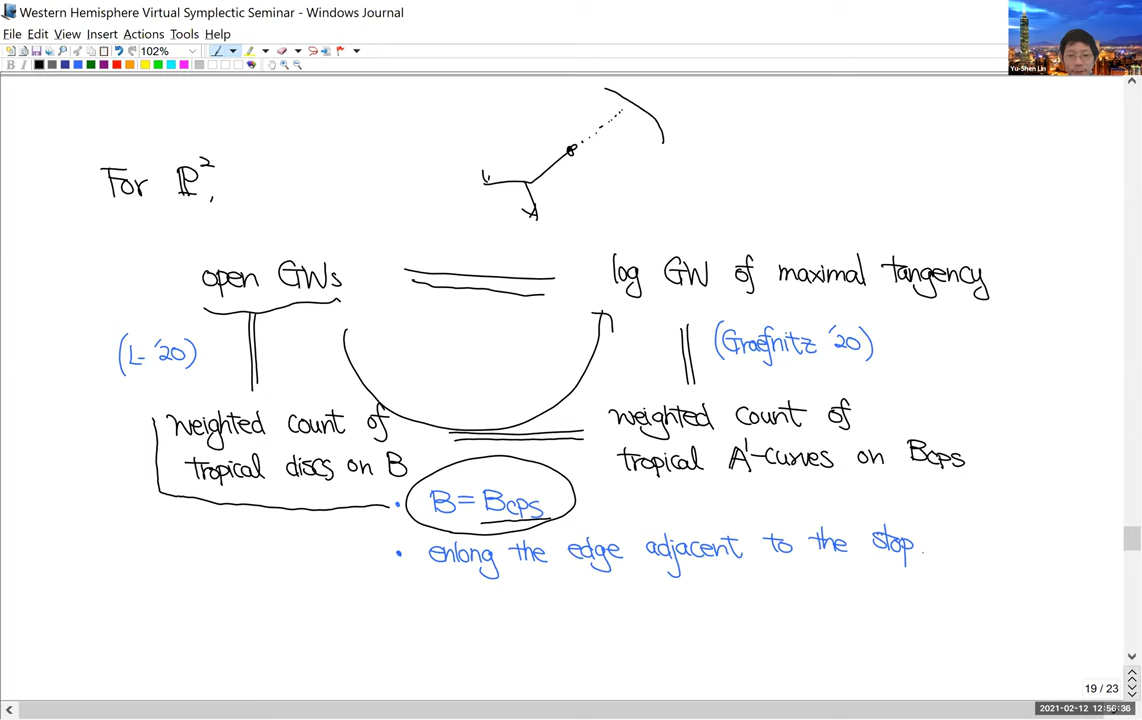 Western Hemisphere Virtual Symplectic Seminar - Windows Journal
File Edit View Insert Actions Tools Help
102%
B I
Yu-Shen Lin
For ℙ²,
open GWs
log GW of maximal tangency
(L- '20)
(Graefnitz '20)
weighted count of
tropical discs on B
weighted count of
tropical A¹-curves on BCPS
• B = BCPS
• enlong the edge adjacent to the stop.
19 / 23
2021-02-12 12:56:36